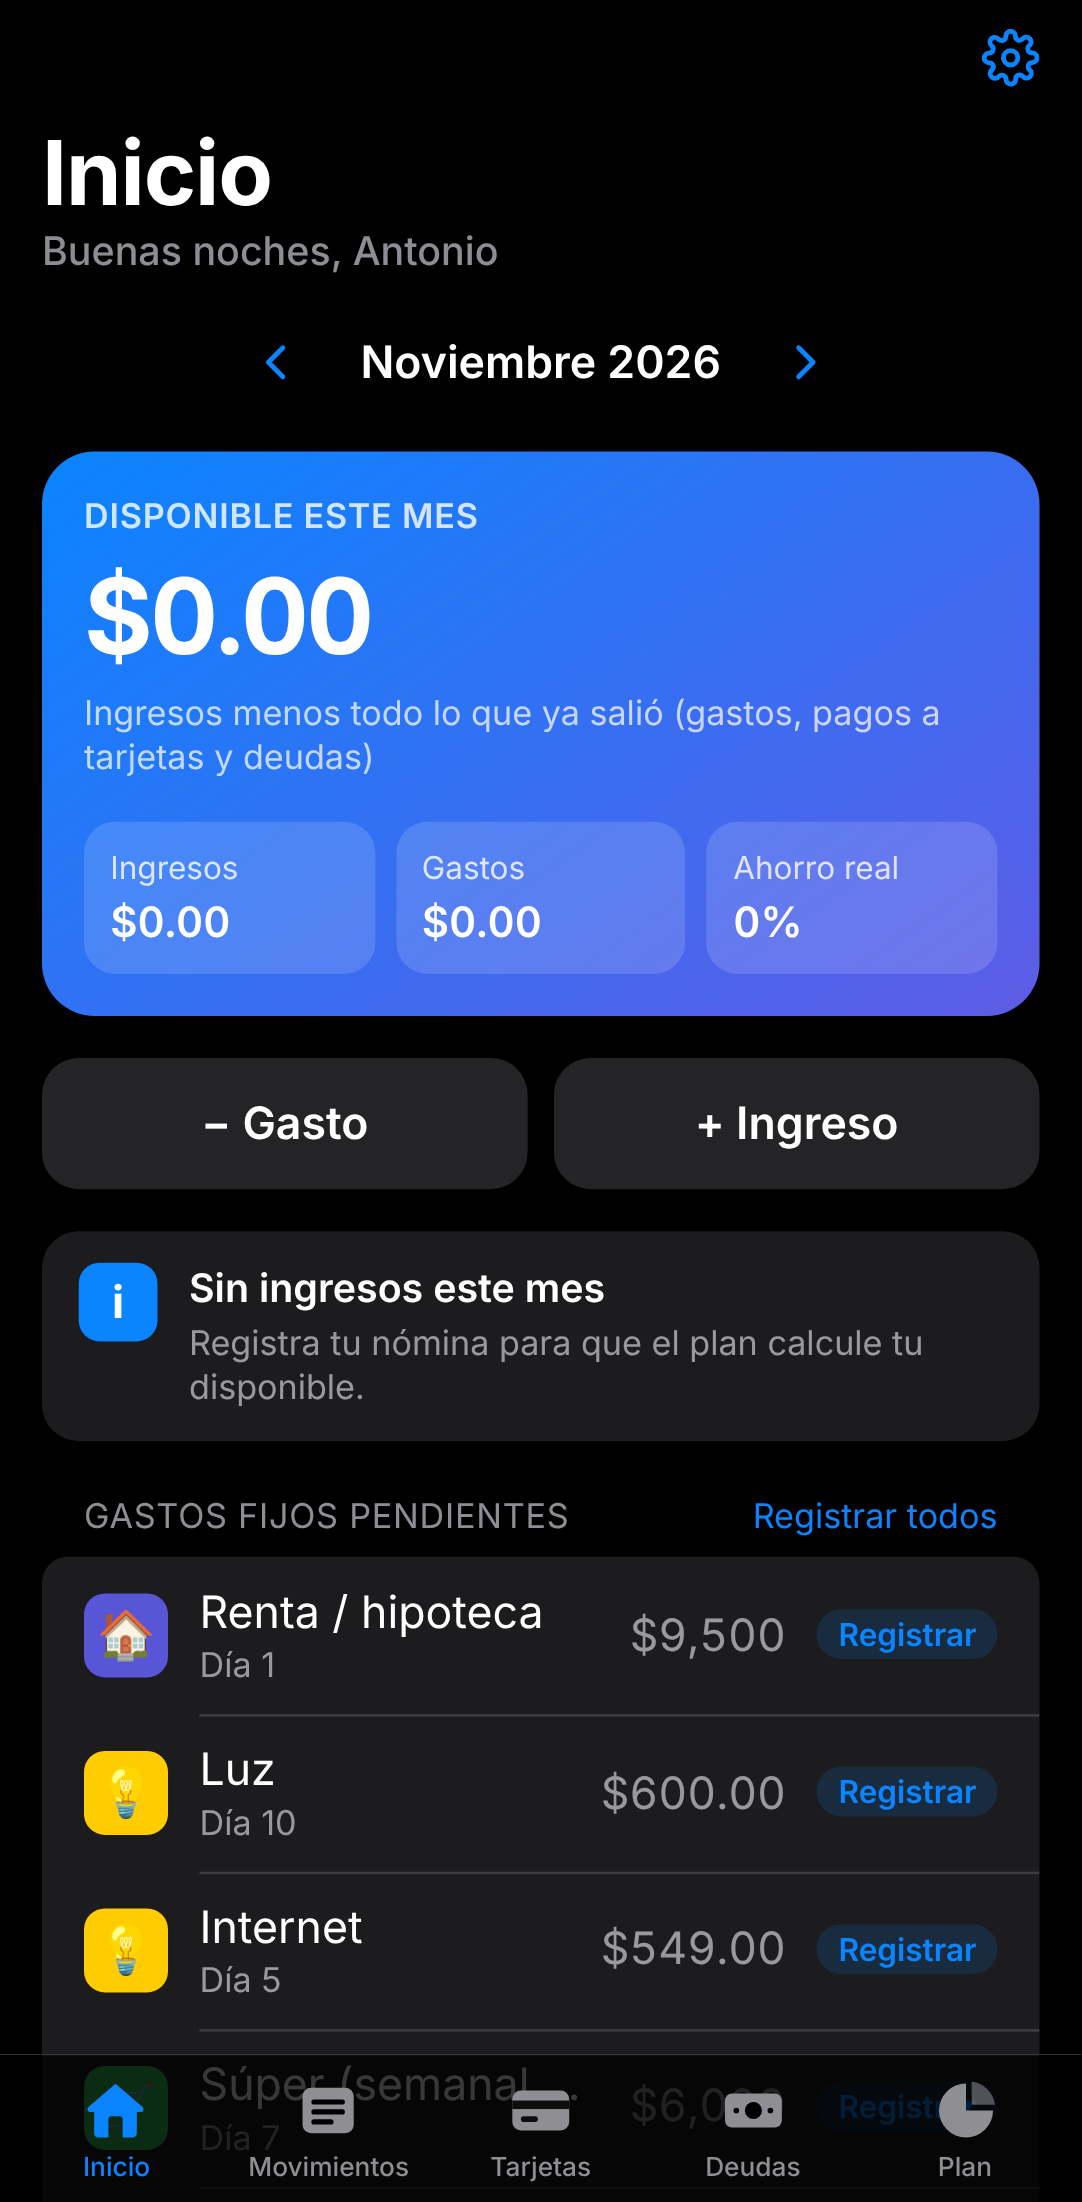 Inicio
Buenas noches, Antonio
Noviembre 2026
DISPONIBLE ESTE MES
$0.00
Ingresos menos todo lo que ya salió (gastos, pagos a
tarjetas y deudas)
Ingresos
$0.00
Gastos
$0.00
Ahorro real
0%
– Gasto
+ Ingreso
i
Sin ingresos este mes
Registra tu nómina para que el plan calcule tu
disponible.
GASTOS FIJOS PENDIENTES
Registrar todos
Renta / hipoteca
Día 1
$9,500
Registrar
Luz
Día 10
$600.00
Registrar
Internet
Día 5
$549.00
Registrar
Súper (semanal...
Día 7
Inicio
Movimientos
Tarjetas
Deudas
Plan